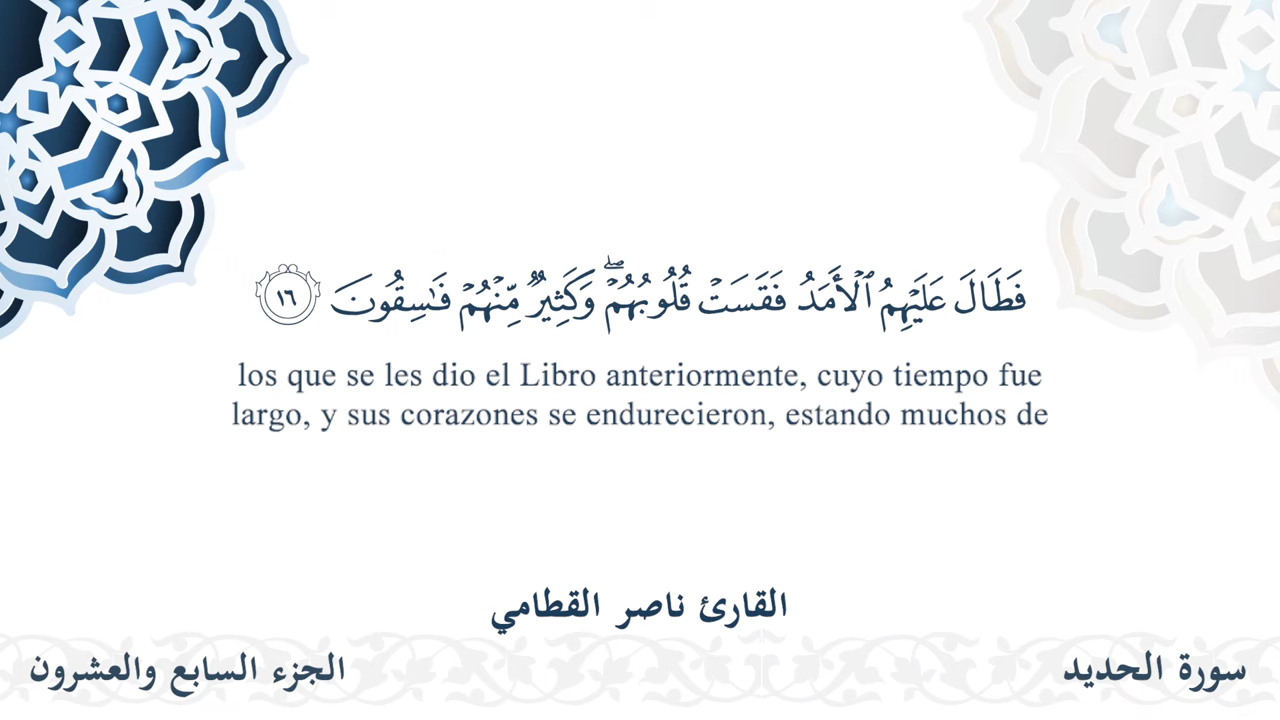 فَطَالَ عَلَيْهِمُ ٱلْأَمَدُ فَقَسَتْ قُلُوبُهُمْ ۖ وَكَثِيرٌ مِّنْهُمْ فَـٰسِقُونَ ١٦
los que se les dio el Libro anteriormente, cuyo tiempo fue
largo, y sus corazones se endurecieron, estando muchos de
القارئ ناصر القطامي
سورة الحديد
الجزء السابع والعشرون